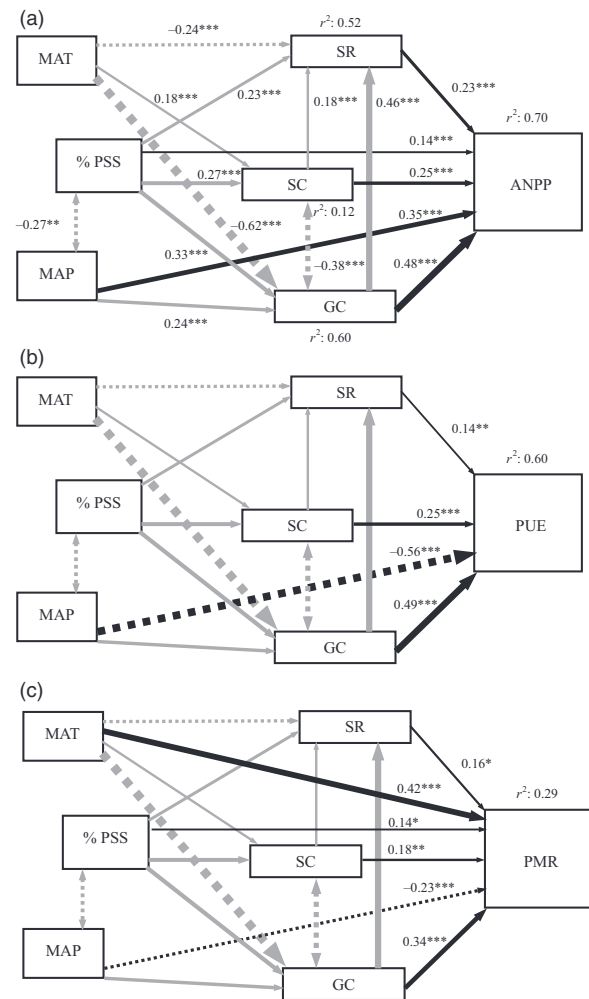 (a)
r²: 0.52
−0.24***
MAT
SR
0.18***
0.23***
0.18***
0.46***
0.23***
r²: 0.70
% PSS
0.14***
0.27***
SC
0.25***
ANPP
r²: 0.12
−0.27**
−0.62***
0.35***
MAP
0.33***
−0.38***
0.48***
GC
0.24***
r²: 0.60
(b)
MAT
SR
0.14**
r²: 0.60
% PSS
SC
0.25***
PUE
−0.56***
MAP
0.49***
GC
(c)
MAT
SR
0.16*
0.42***
r²: 0.29
% PSS
0.14*
SC
0.18**
PMR
−0.23***
MAP
0.34***
GC